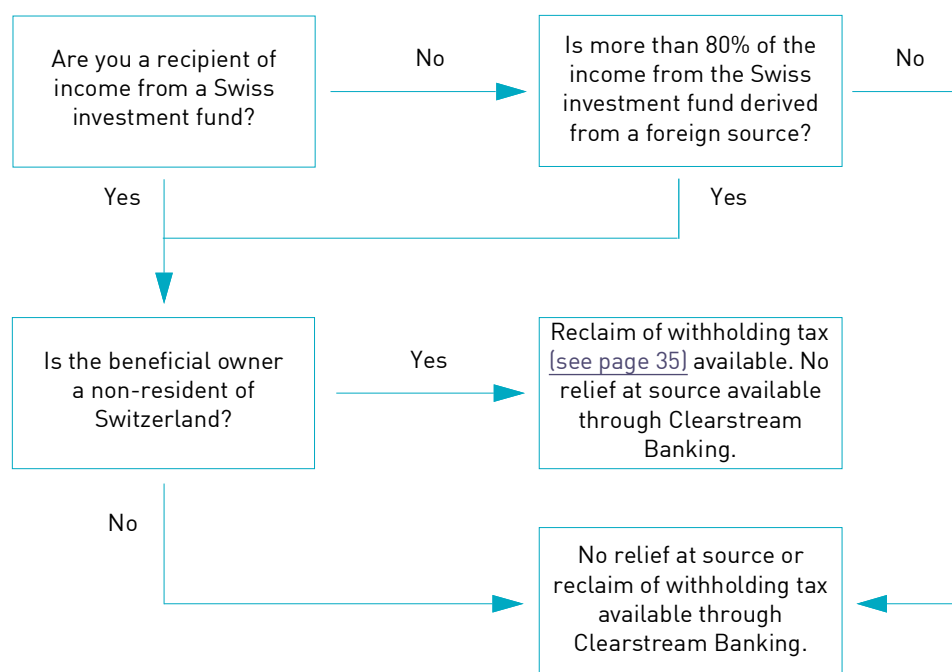 Are you a recipient of
income from a Swiss
investment fund?
No
Is more than 80% of the
income from the Swiss
investment fund derived
from a foreign source?
No
Yes
Yes
Is the beneficial owner
a non-resident of
Switzerland?
Yes
Reclaim of withholding tax
(see page 35) available. No
relief at source available
through Clearstream
Banking.
No
No relief at source or
reclaim of withholding tax
available through
Clearstream Banking.